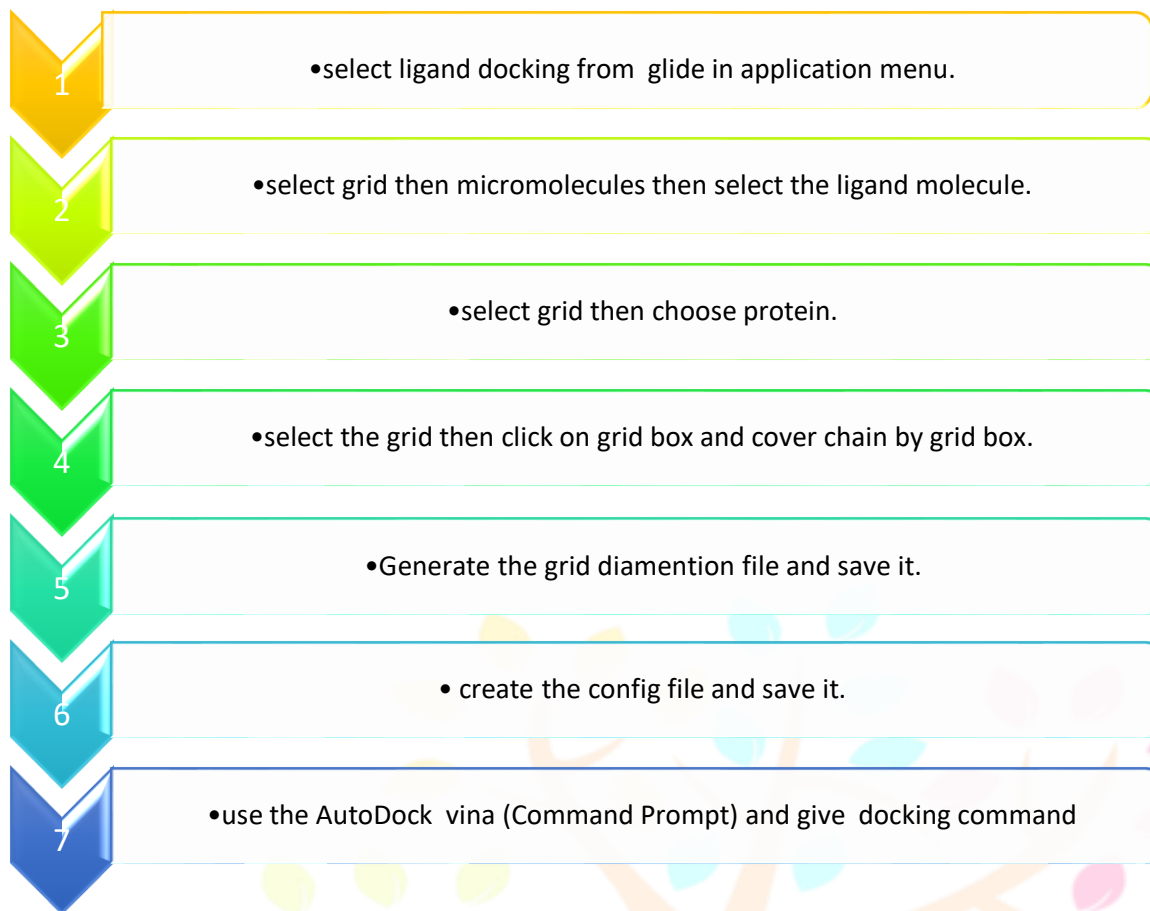 1
•select ligand docking from glide in application menu.
2
•select grid then micromolecules then select the ligand molecule.
3
•select grid then choose protein.
4
•select the grid then click on grid box and cover chain by grid box.
5
•Generate the grid diamention file and save it.
6
• create the config file and save it.
7
•use the AutoDock vina (Command Prompt) and give docking command